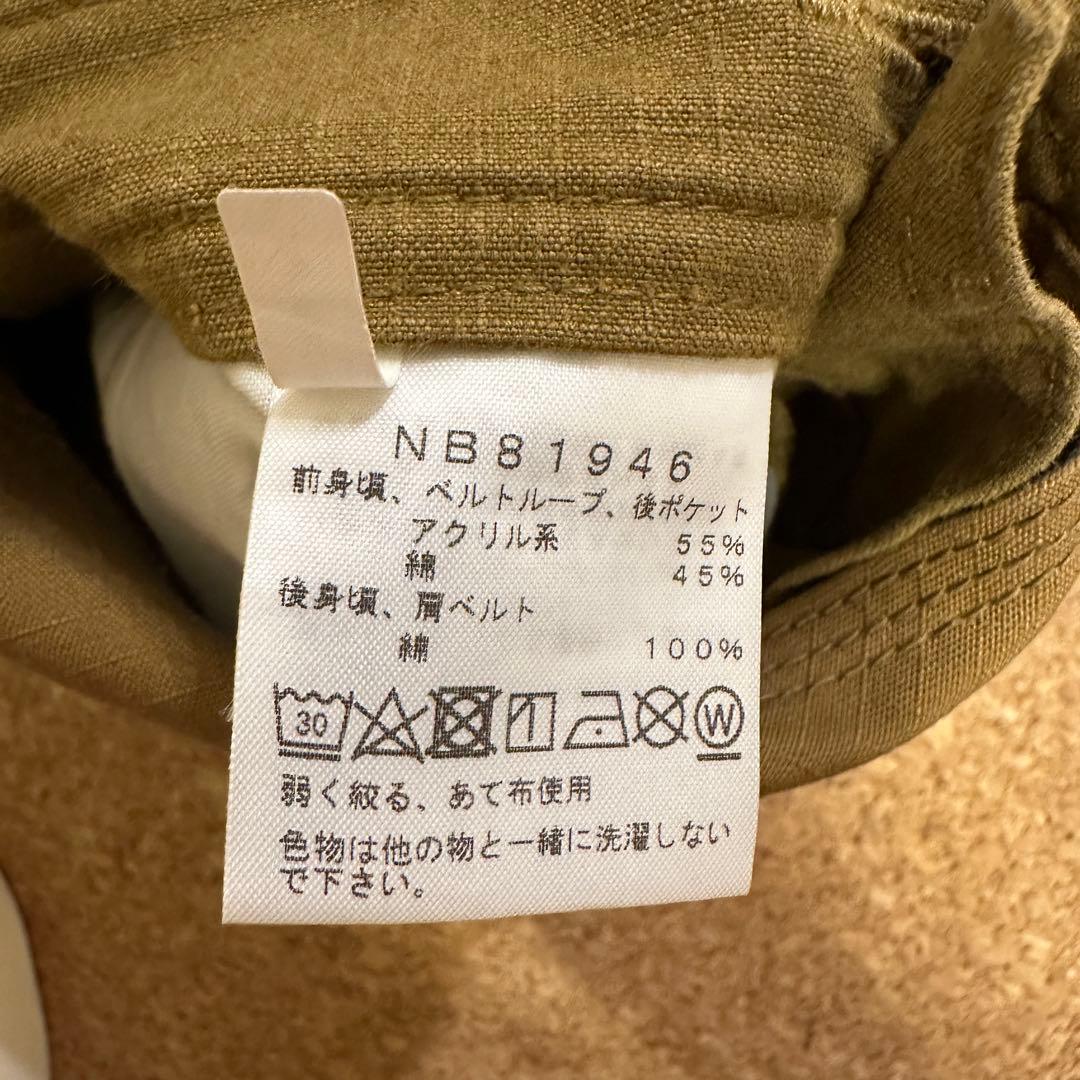 NB81946
前身頃、ベルトループ、後ポケット
アクリル系 55%
綿 45%
後身頃、肩ベルト
綿 100%
30 W
弱く絞る、あて布使用
色物は他の物と一緒に洗濯しない
で下さい。